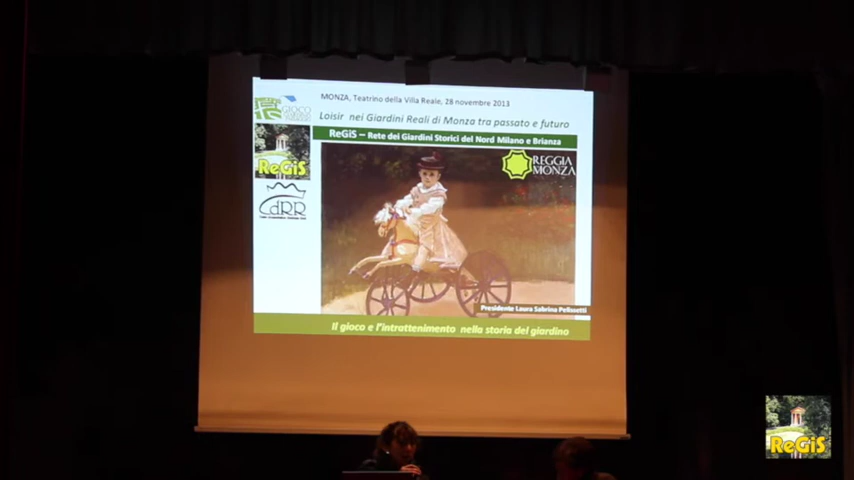 MONZA, Teatrino della Villa Reale, 28 novembre 2013
Loisir nei Giardini Reali di Monza tra passato e futuro
ReGiS – Rete dei Giardini Storici del Nord Milano e Brianza
GIOCO
ReGiS
REGGIA
MONZA
CdRR
Presidente Laura Sabrina Pelissetti
Il gioco e l'intrattenimento nella storia del giardino
ReGiS